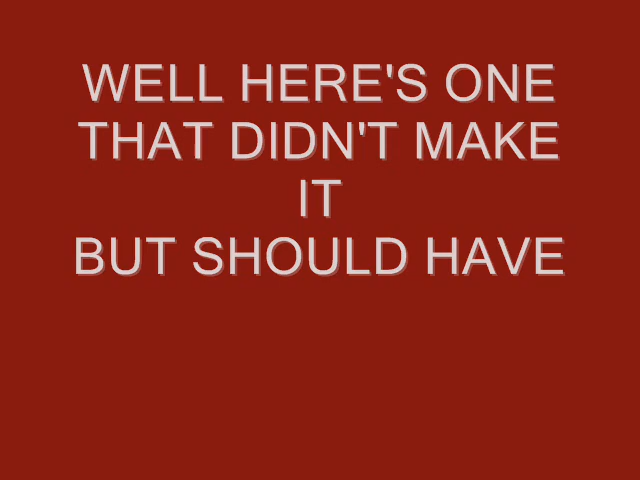 WELL HERE'S ONE
THAT DIDN'T MAKE
IT
BUT SHOULD HAVE